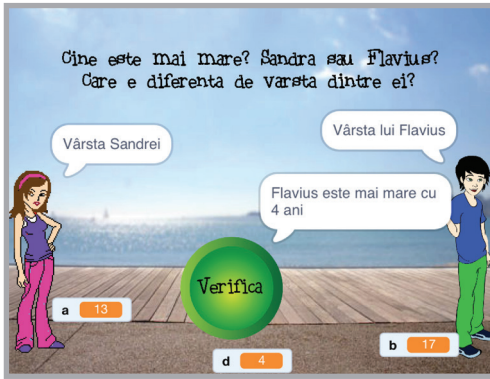 Cine este mai mare? Sandra sau Flavius?
Care e diferenta de varsta dintre ei?
Vârsta Sandrei
Vârsta lui Flavius
Flavius este mai mare cu
4 ani
Verifica
a 13
b 17
d 4